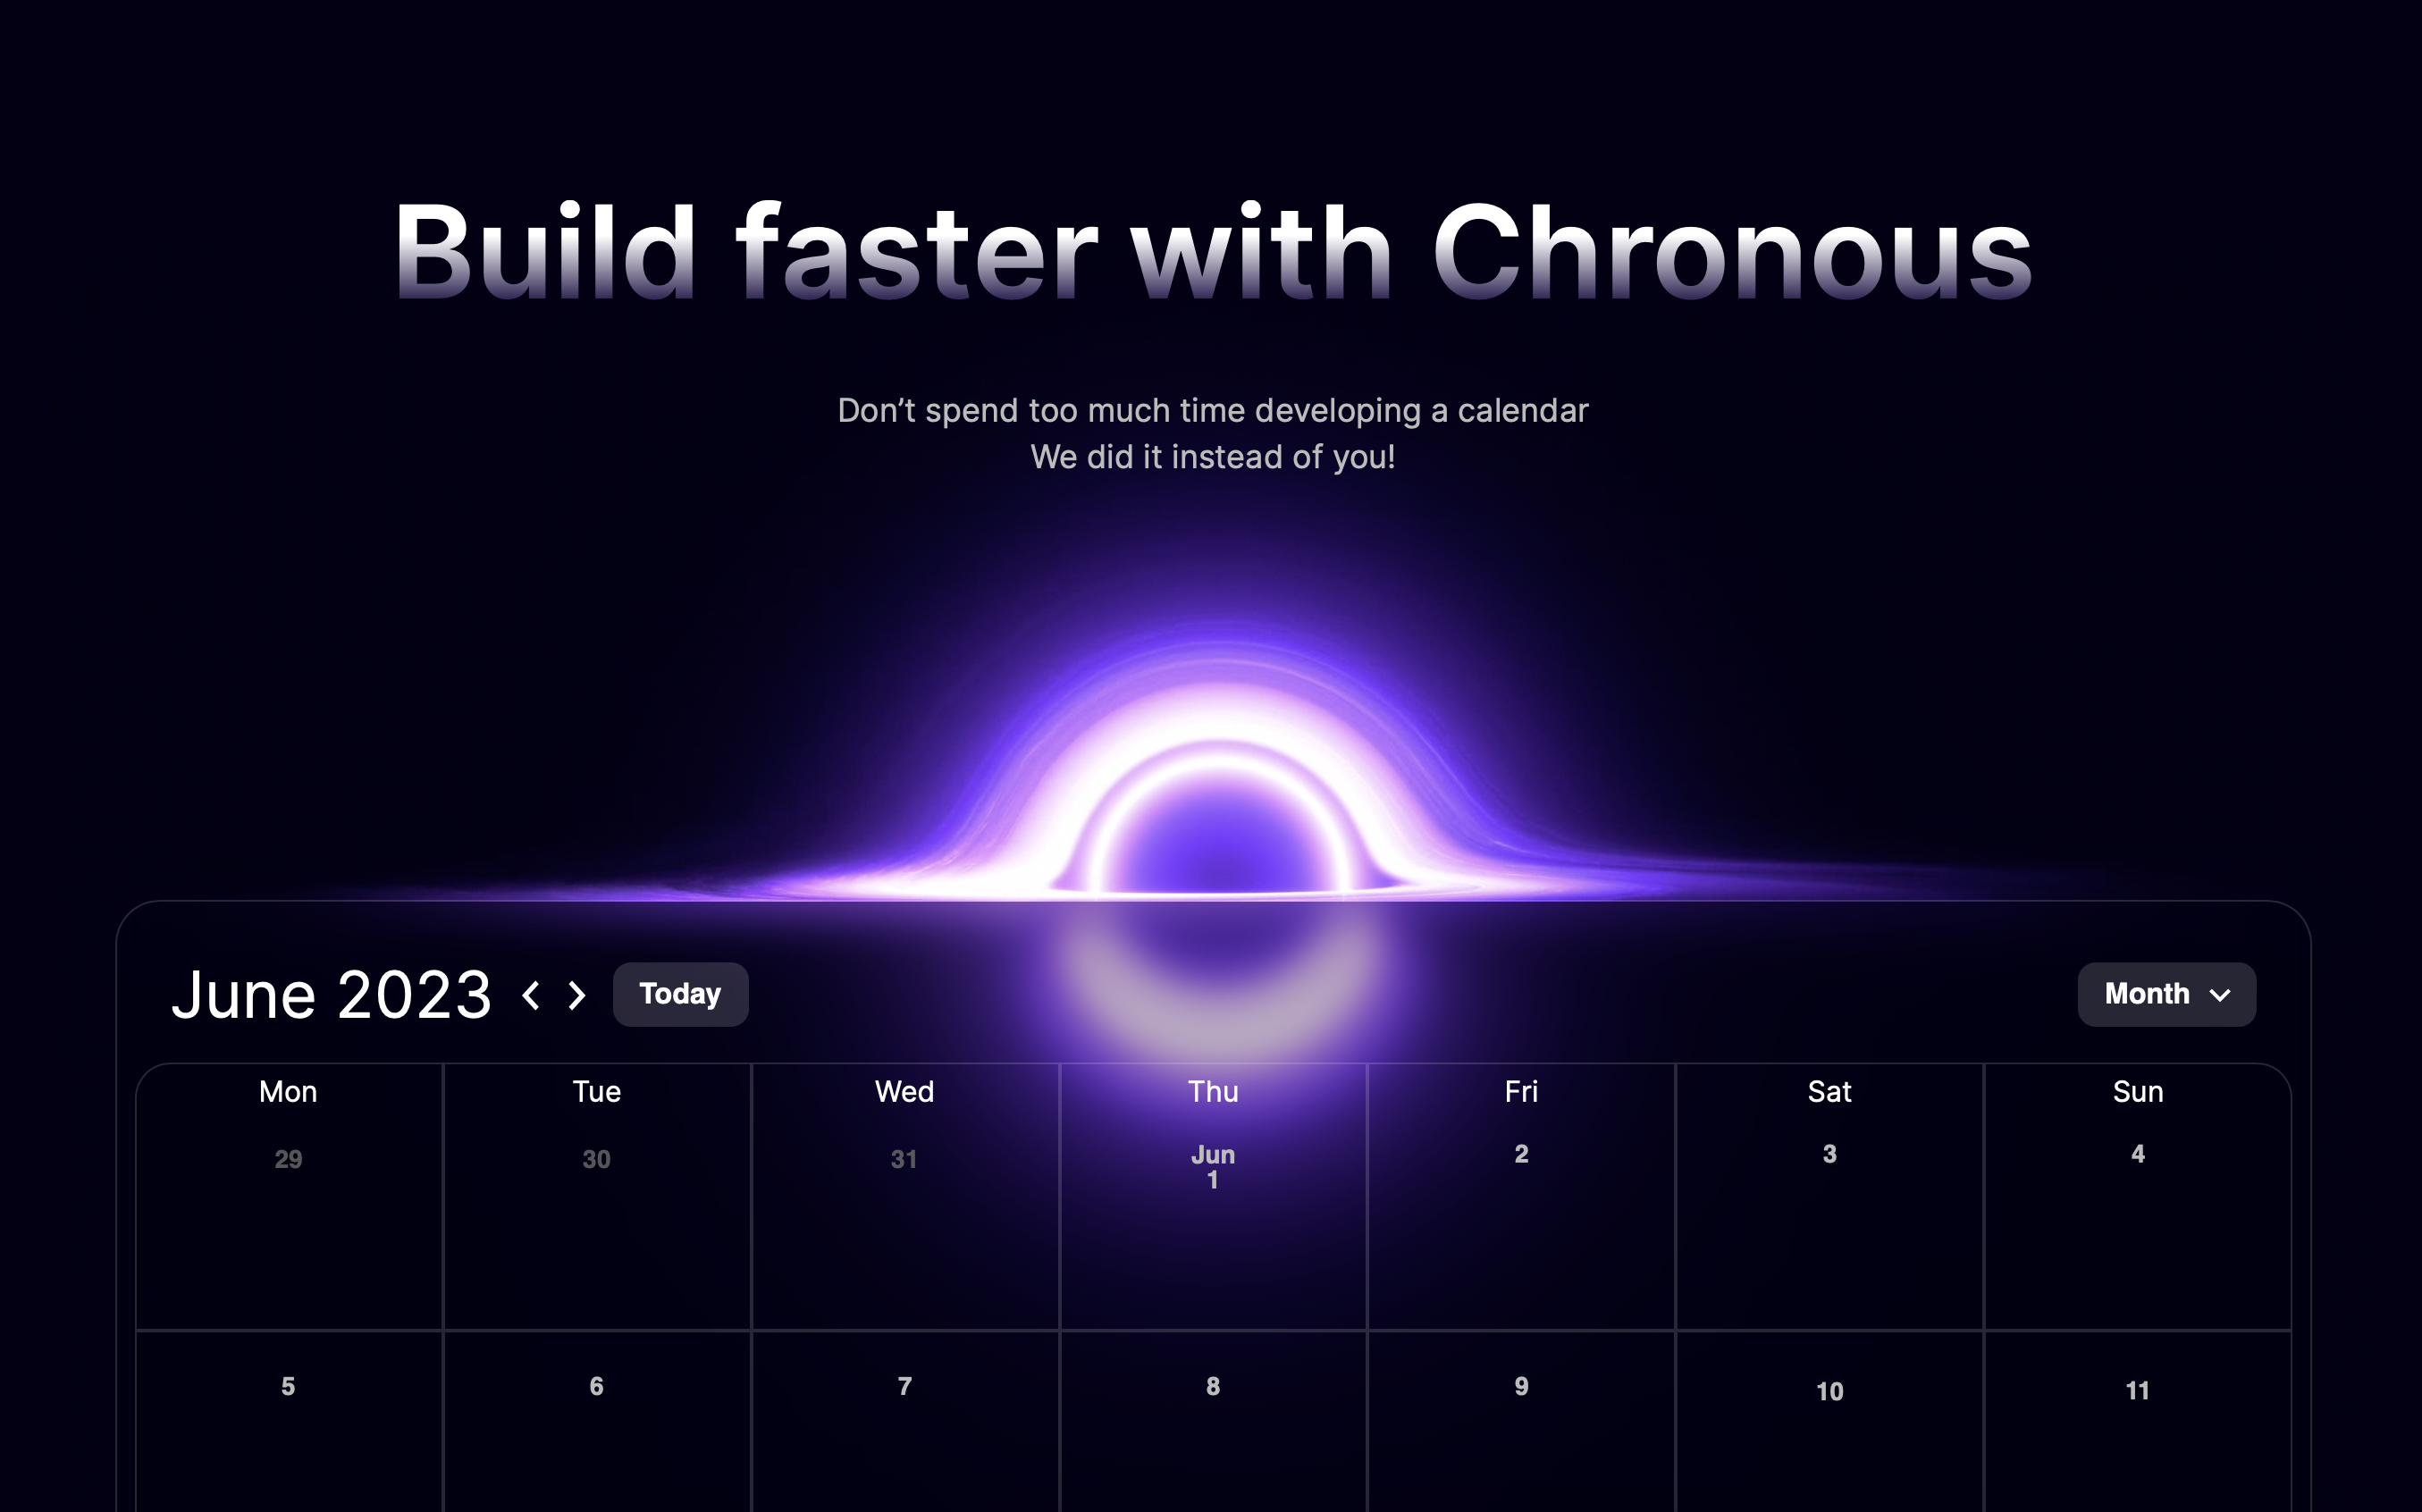 Build faster with Chronous
Don’t spend too much time developing a calendar
We did it instead of you!
June 2023
Today
Month
Mon Tue Wed Thu Fri Sat Sun
29 30 31 Jun 1 2 3 4
5 6 7 8 9 10 11